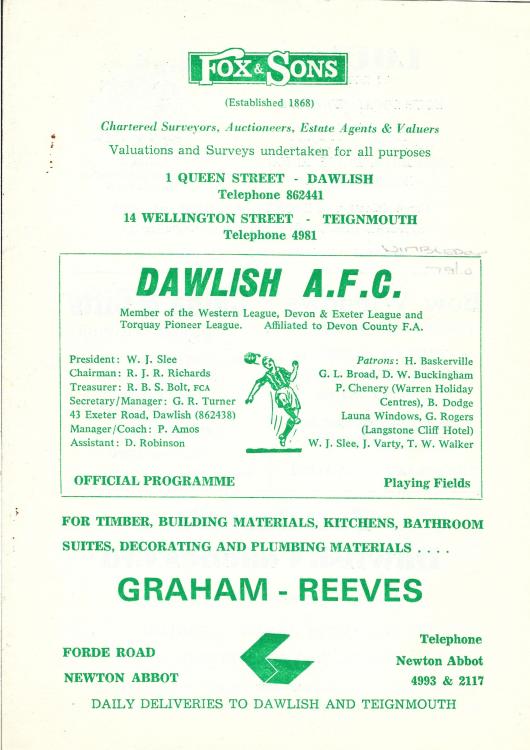 FOX & SONS
(Established 1868)
Chartered Surveyors, Auctioneers, Estate Agents & Valuers
Valuations and Surveys undertaken for all purposes
1 QUEEN STREET - DAWLISH
Telephone 862441
14 WELLINGTON STREET - TEIGNMOUTH
Telephone 4981
WIMBLEDON
DAWLISH A.F.C.
Member of the Western League, Devon & Exeter League and
Torquay Pioneer League. Affiliated to Devon County F.A.
President: W. J. Slee
Chairman: R. J. R. Richards
Treasurer: R. B. S. Bolt, FCA
Secretary/Manager: G. R. Turner
43 Exeter Road, Dawlish (862438)
Manager/Coach: P. Amos
Assistant: D. Robinson
Patrons: H. Baskerville
G. L. Broad, D. W. Buckingham
P. Chenery (Warren Holiday
Centres), B. Dodge
Launa Windows, G. Rogers
(Langstone Cliff Hotel)
W. J. Slee, J. Varty, T. W. Walker
OFFICIAL PROGRAMME
Playing Fields
FOR TIMBER, BUILDING MATERIALS, KITCHENS, BATHROOM
SUITES, DECORATING AND PLUMBING MATERIALS . . . .
GRAHAM - REEVES
FORDE ROAD
NEWTON ABBOT
Telephone
Newton Abbot
4993 & 2117
DAILY DELIVERIES TO DAWLISH AND TEIGNMOUTH